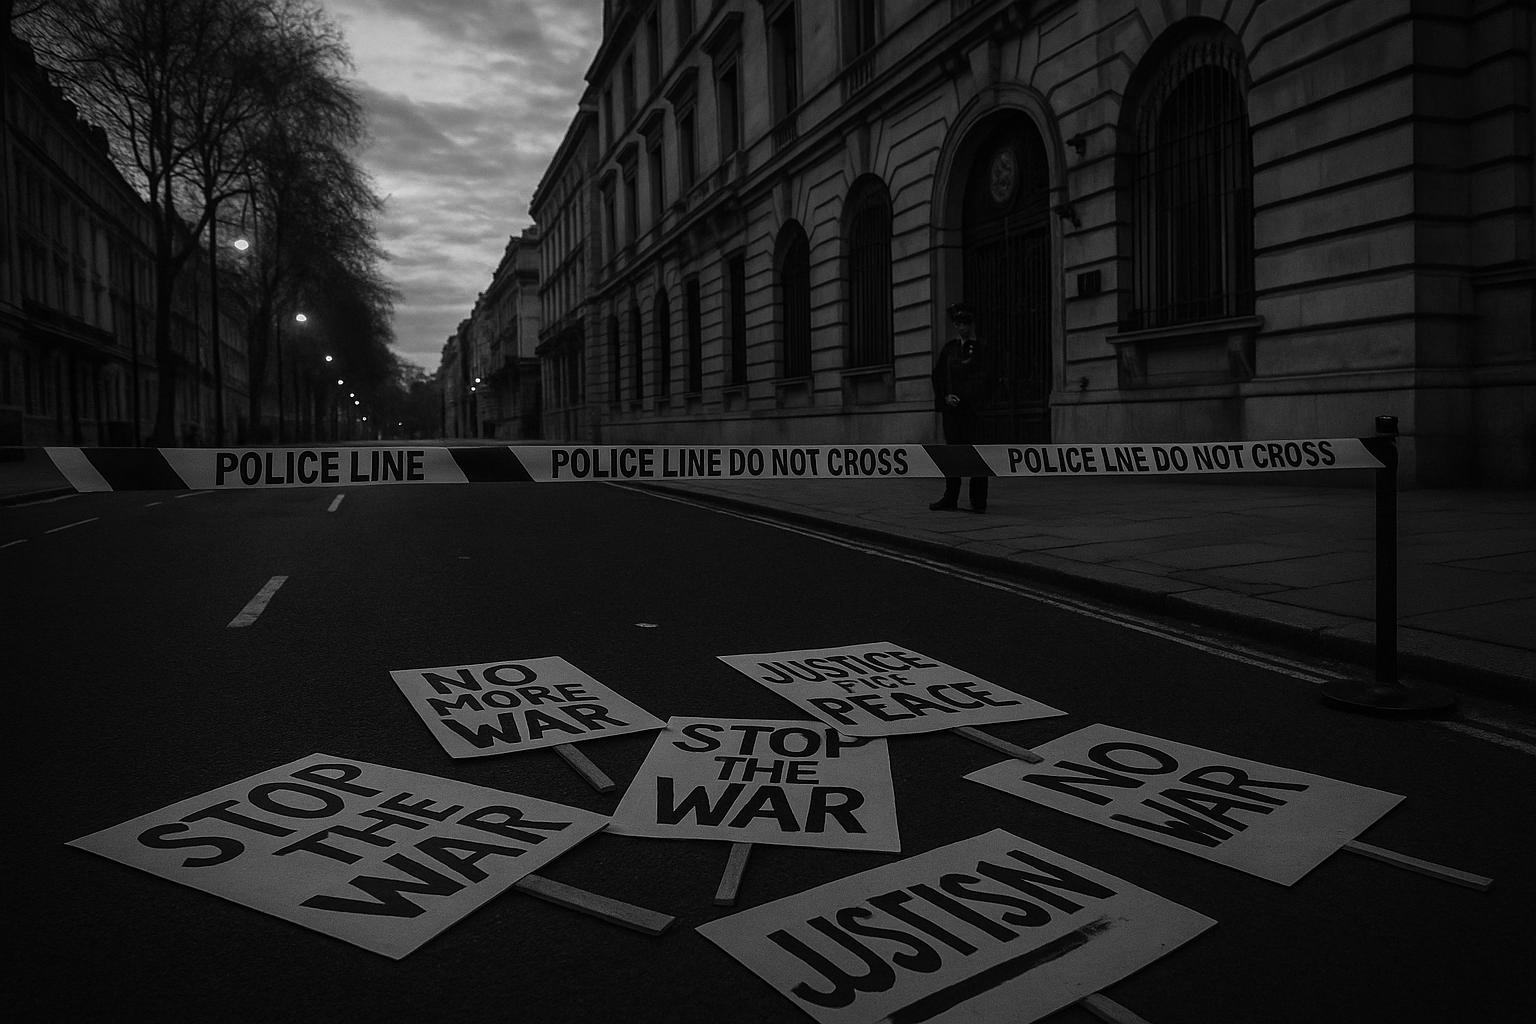 POLICE LINE
POLICE LINE DO NOT CROSS
POLICE LNE DO NOT CROSS
NO
MORE
WAR
JUSTICE
FICE
PEACE
STOP
THE
WAR
NO
WAR
STOP
THE
WAR
JUSTISN